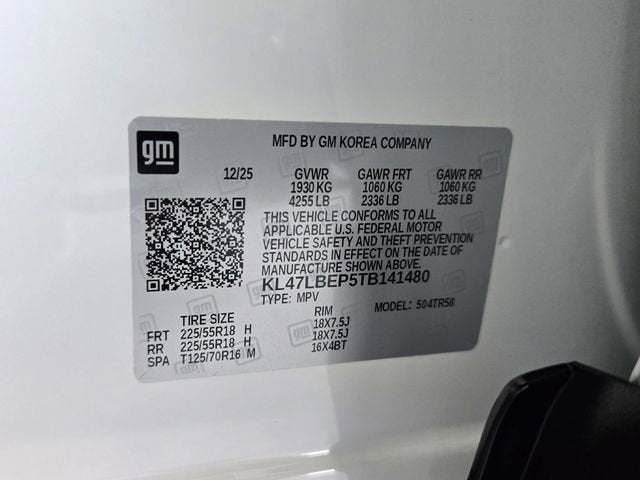 gm
MFD BY GM KOREA COMPANY
12/25 GVWR GAWR FRT GAWR RR
1930 KG 1060 KG 1060 KG
4255 LB 2336 LB 2336 LB
THIS VEHICLE CONFORMS TO ALL
APPLICABLE U.S. FEDERAL MOTOR
VEHICLE SAFETY AND THEFT PREVENTION
STANDARDS IN EFFECT ON THE DATE OF
MANUFACTURE SHOWN ABOVE.
KL47LBEP5TB141480
TYPE: MPV MODEL: 504TR58
TIRE SIZE RIM
FRT 225/55R18 H 18X7.5J
RR 225/55R18 H 18X7.5J
SPA T125/70R16 M 16X4BT